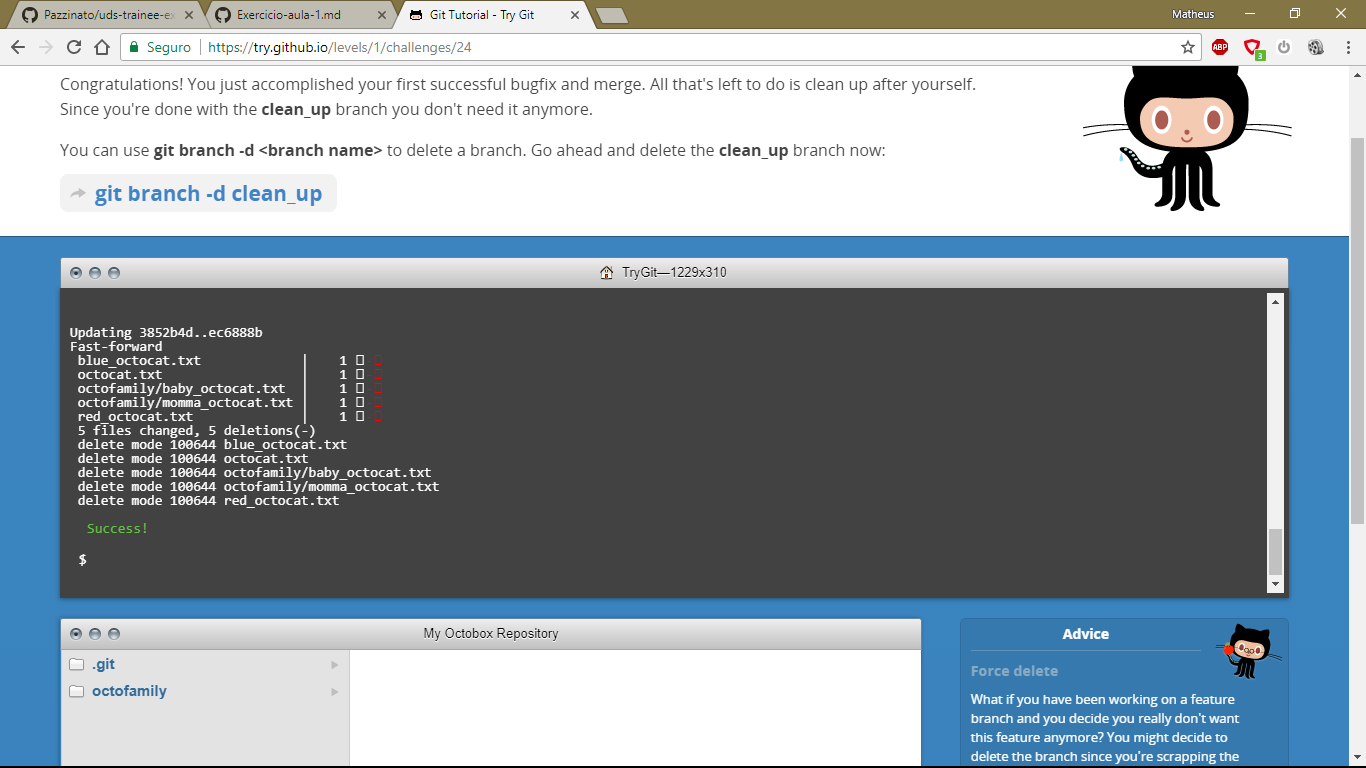 Pazzinato/uds-trainee-ex
Exercicio-aula-1.md
Git Tutorial - Try Git
Matheus
Seguro
https://try.github.io/levels/1/challenges/24
ABP
3
Congratulations! You just accomplished your first successful bugfix and merge. All that's left to do is clean up after yourself.
Since you're done with the clean_up branch you don't need it anymore.
You can use git branch -d <branch name> to delete a branch. Go ahead and delete the clean_up branch now:
git branch -d clean_up
TryGit—1229x310
Updating 3852b4d..ec6888b
Fast-forward
blue_octocat.txt | 1
octocat.txt | 1
octofamily/baby_octocat.txt | 1
octofamily/momma_octocat.txt | 1
red_octocat.txt | 1
5 files changed, 5 deletions(-)
delete mode 100644 blue_octocat.txt
delete mode 100644 octocat.txt
delete mode 100644 octofamily/baby_octocat.txt
delete mode 100644 octofamily/momma_octocat.txt
delete mode 100644 red_octocat.txt
Success!
$
My Octobox Repository
.git
octofamily
Advice
Force delete
What if you have been working on a feature
branch and you decide you really don't want
this feature anymore? You might decide to
delete the branch since you're scrapping the